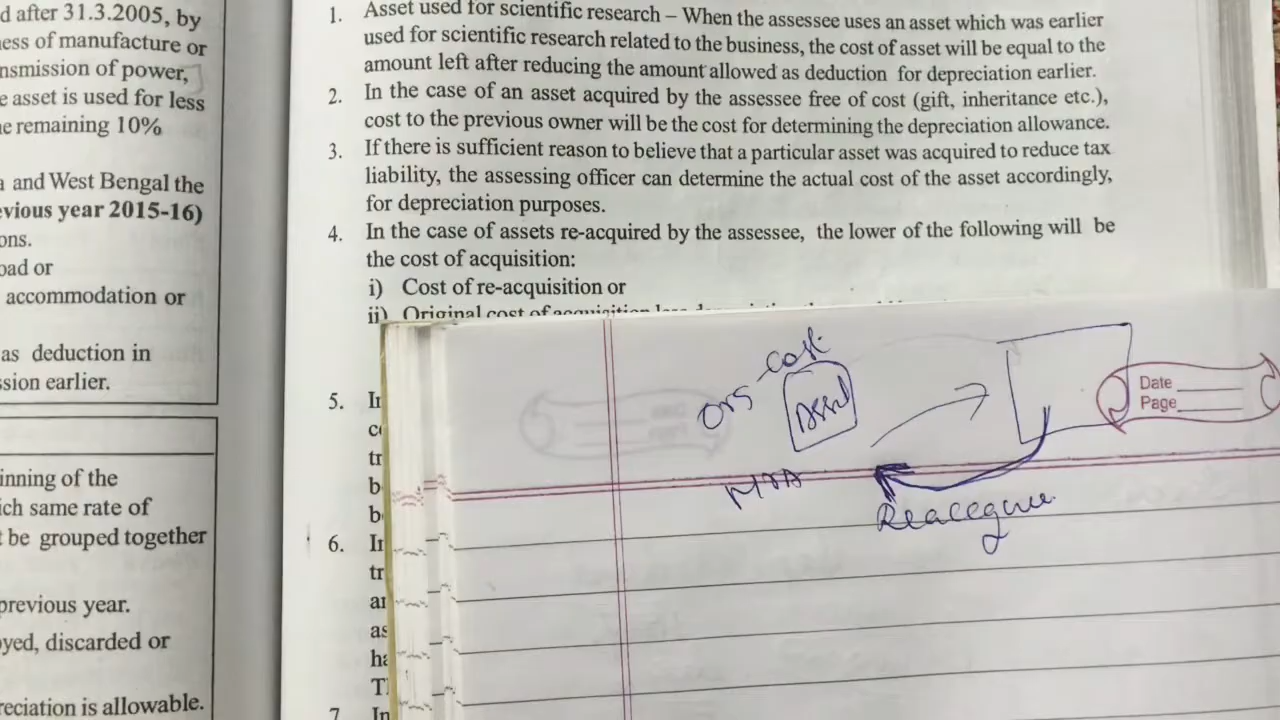 d after 31.3.2005, by
ess of manufacture or
nsmission of power,
e asset is used for less
e remaining 10%
and West Bengal the
evious year 2015-16)
ons.
oad or
accommodation or
as deduction in
ssion earlier.
inning of the
ich same rate of
be grouped together
previous year.
oyed, discarded or
reciation is allowable.
1. Asset used for scientific research – When the assessee uses an asset which was earlier
used for scientific research related to the business, the cost of asset will be equal to the
amount left after reducing the amount allowed as deduction for depreciation earlier.
2. In the case of an asset acquired by the assessee free of cost (gift, inheritance etc.),
cost to the previous owner will be the cost for determining the depreciation allowance.
3. If there is sufficient reason to believe that a particular asset was acquired to reduce tax
liability, the assessing officer can determine the actual cost of the asset accordingly,
for depreciation purposes.
4. In the case of assets re-acquired by the assessee, the lower of the following will be
the cost of acquisition:
i) Cost of re-acquisition or
ii) Original cost of acquisition less
5.
6.
7. In
cost
Asset
Date
Page